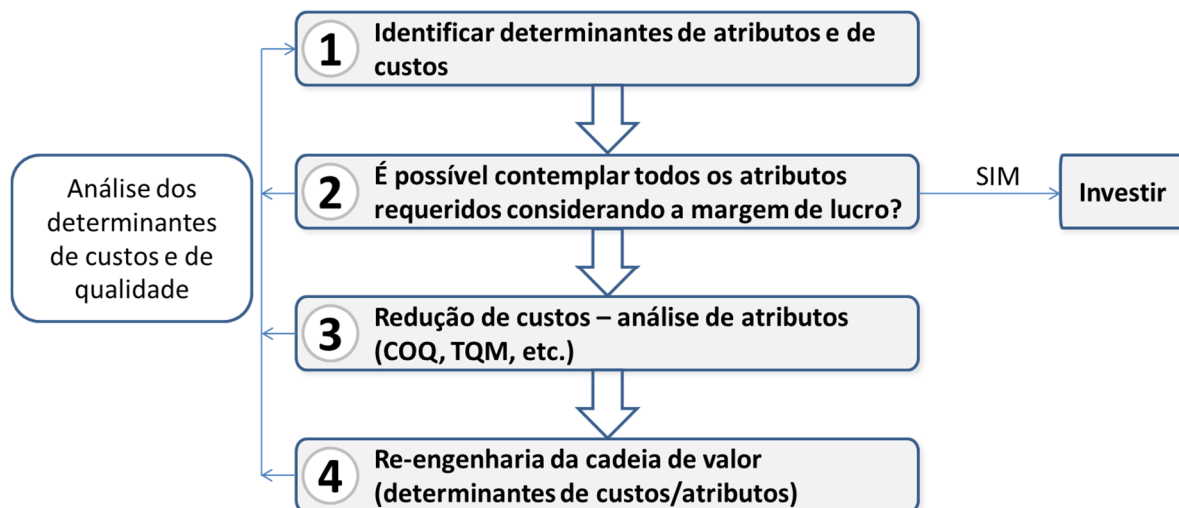 1
Identificar determinantes de atributos e de
custos
Análise dos
determinantes
de custos e de
qualidade
2
É possível contemplar todos os atributos
requeridos considerando a margem de lucro?
SIM
Investir
3
Redução de custos – análise de atributos
(COQ, TQM, etc.)
4
Re-engenharia da cadeia de valor
(determinantes de custos/atributos)